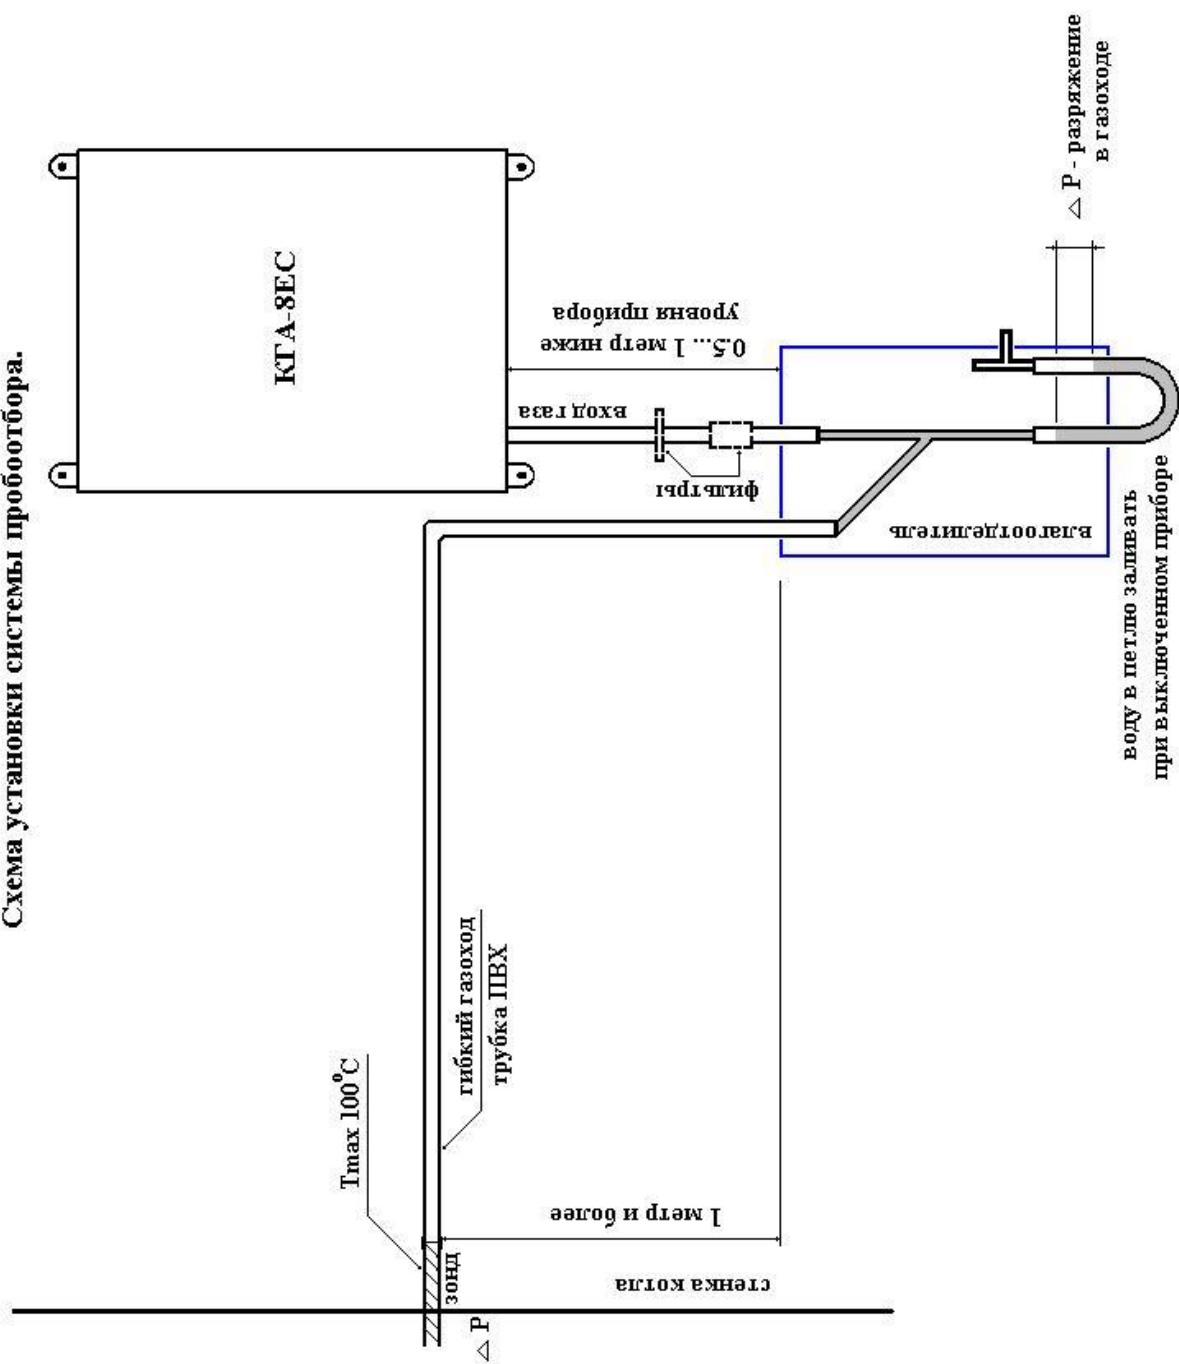 Схема установки системы пробоотбора.
КГА-8ЕС
0.5... 1 метр ниже
уровня прибора
вход газа
фильтры
влагоотделитель
△ Р - разряжение
в газоходе
воду в петлю заливать
при выключенном приборе
Tmax 100°C
гибкий газоход
трубка ПВХ
1 метр и более
зонд
стенка котла
△ Р